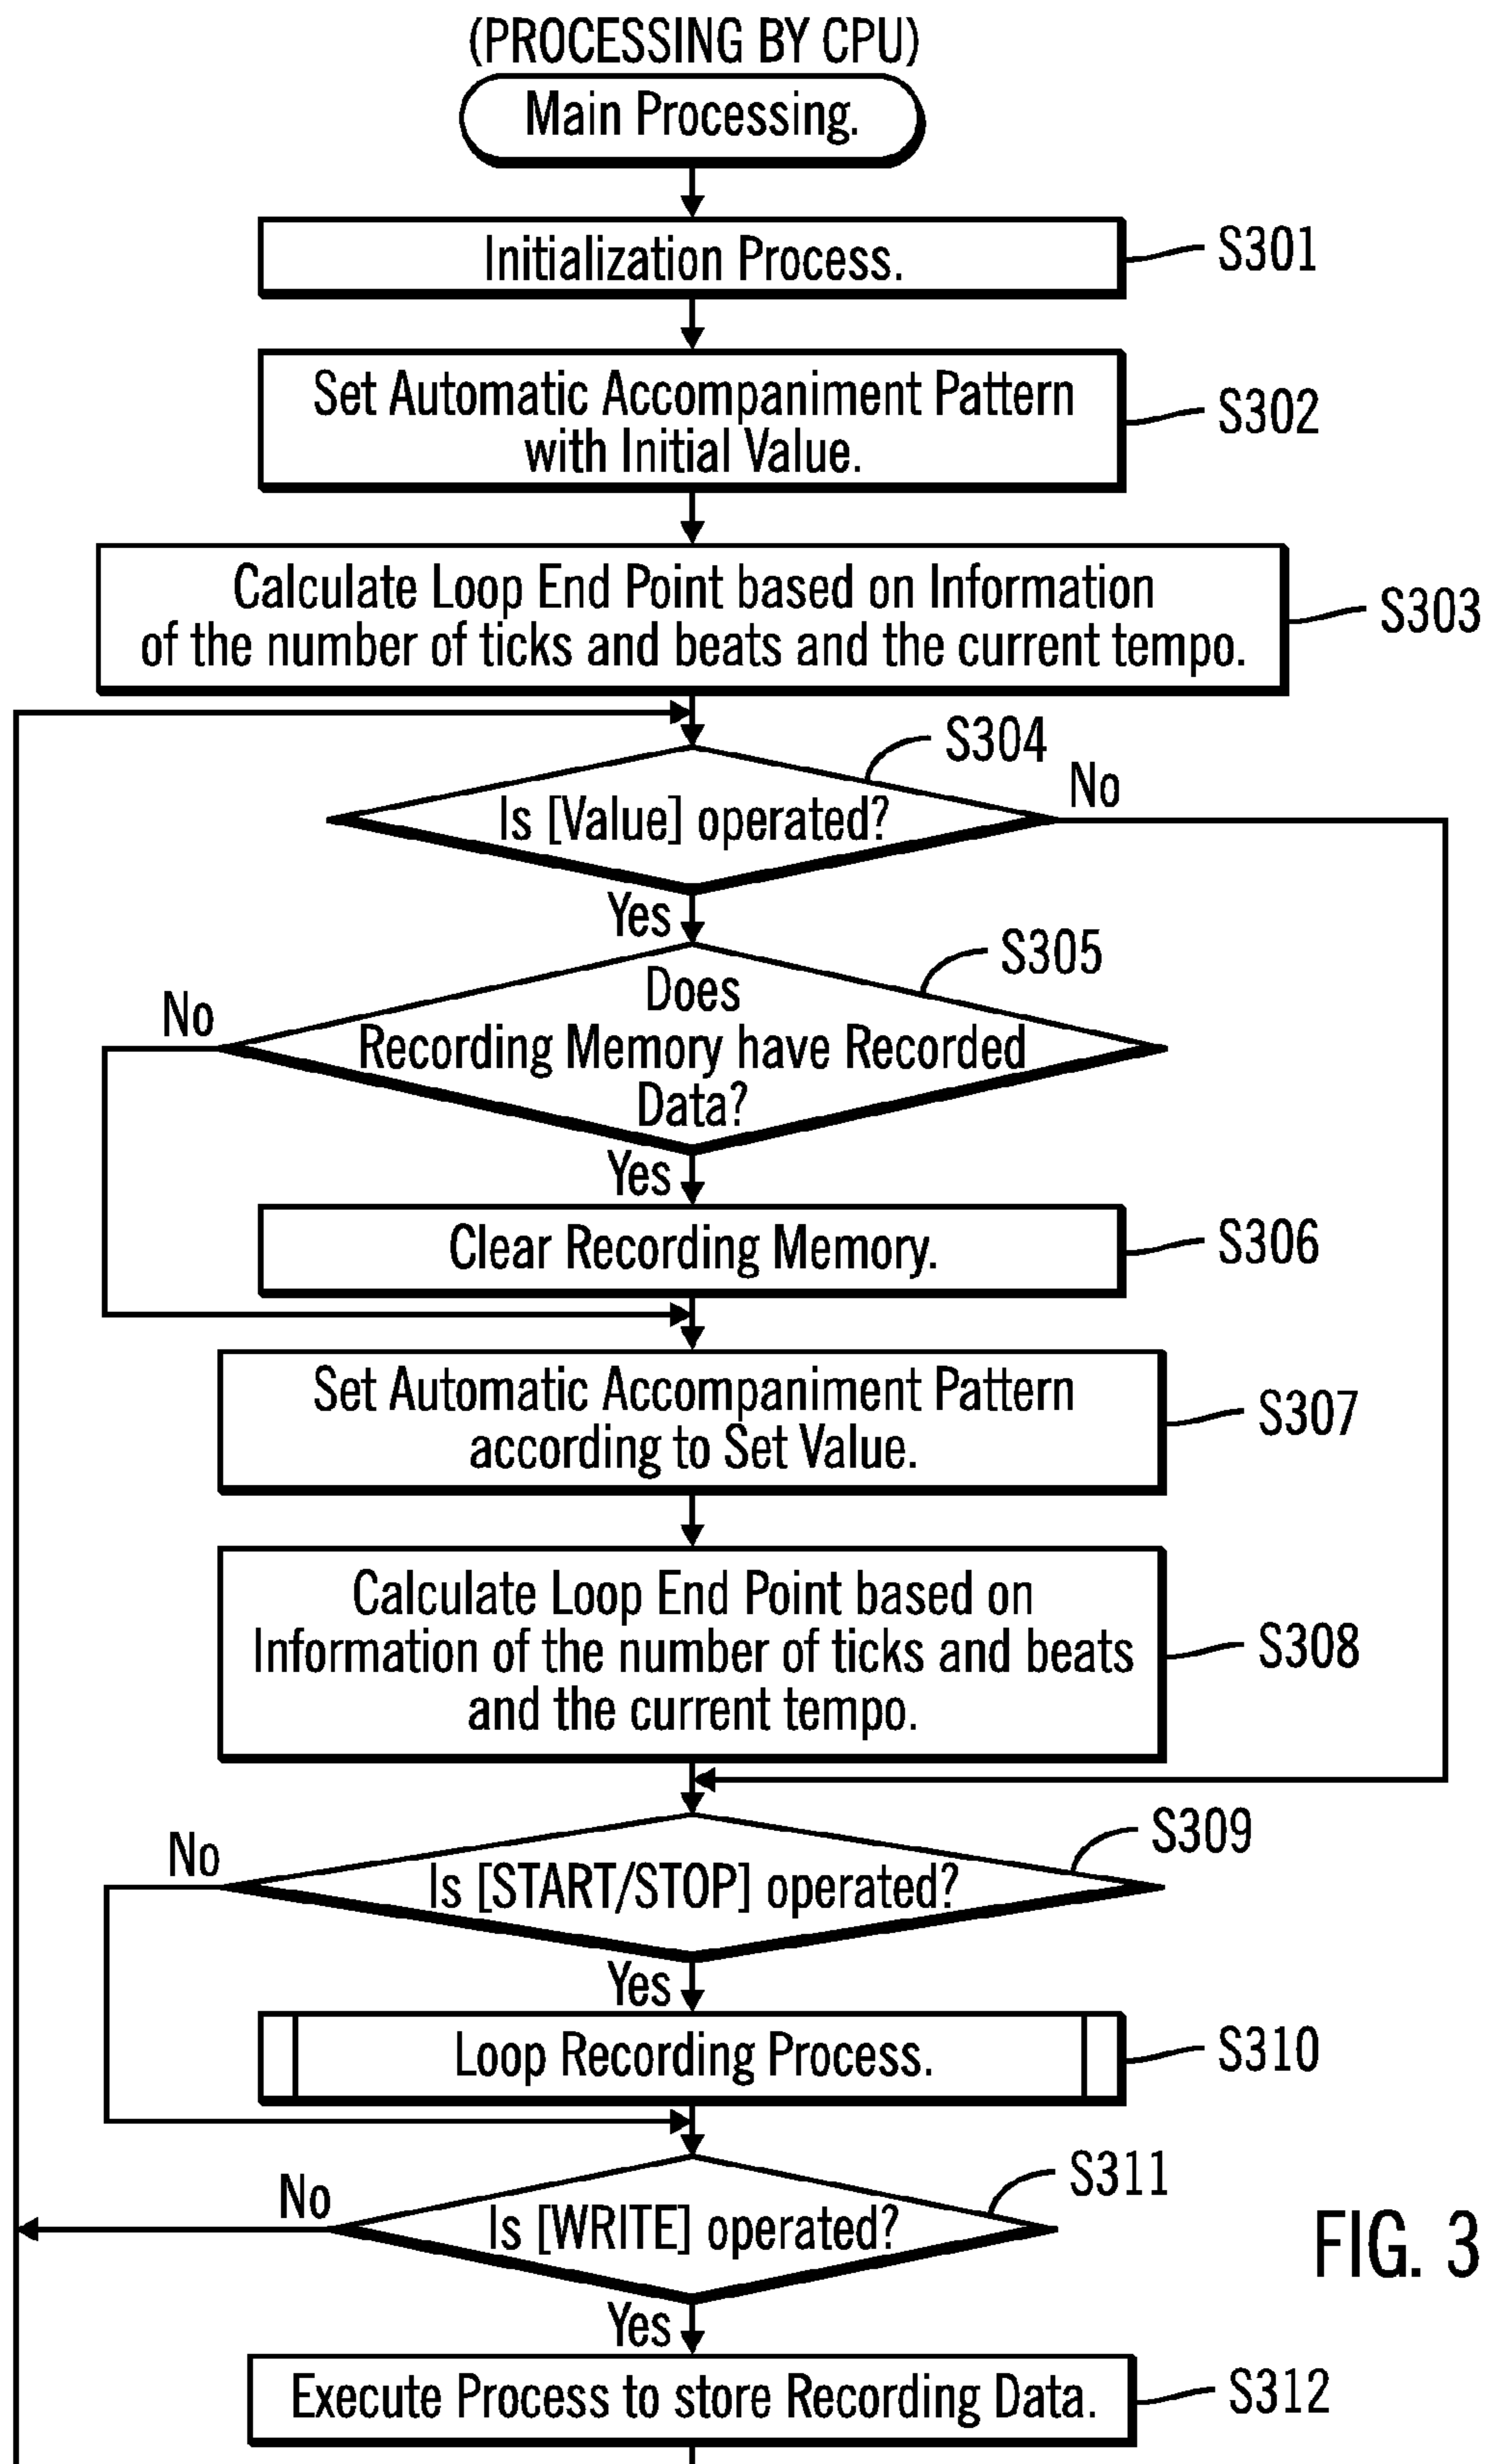 (PROCESSING BY CPU)
Main Processing.
Initialization Process.
S301
Set Automatic Accompaniment Pattern
with Initial Value.
S302
Calculate Loop End Point based on Information
of the number of ticks and beats and the current tempo.
S303
S304
No
Is [Value] operated?
Yes
S305
No
Does
Recording Memory have Recorded
Data?
Yes
Clear Recording Memory.
S306
Set Automatic Accompaniment Pattern
according to Set Value.
S307
Calculate Loop End Point based on
Information of the number of ticks and beats
and the current tempo.
S308
S309
No
Is [START/STOP] operated?
Yes
Loop Recording Process.
S310
S311
No
Is [WRITE] operated?
FIG. 3
Yes
Execute Process to store Recording Data.
S312